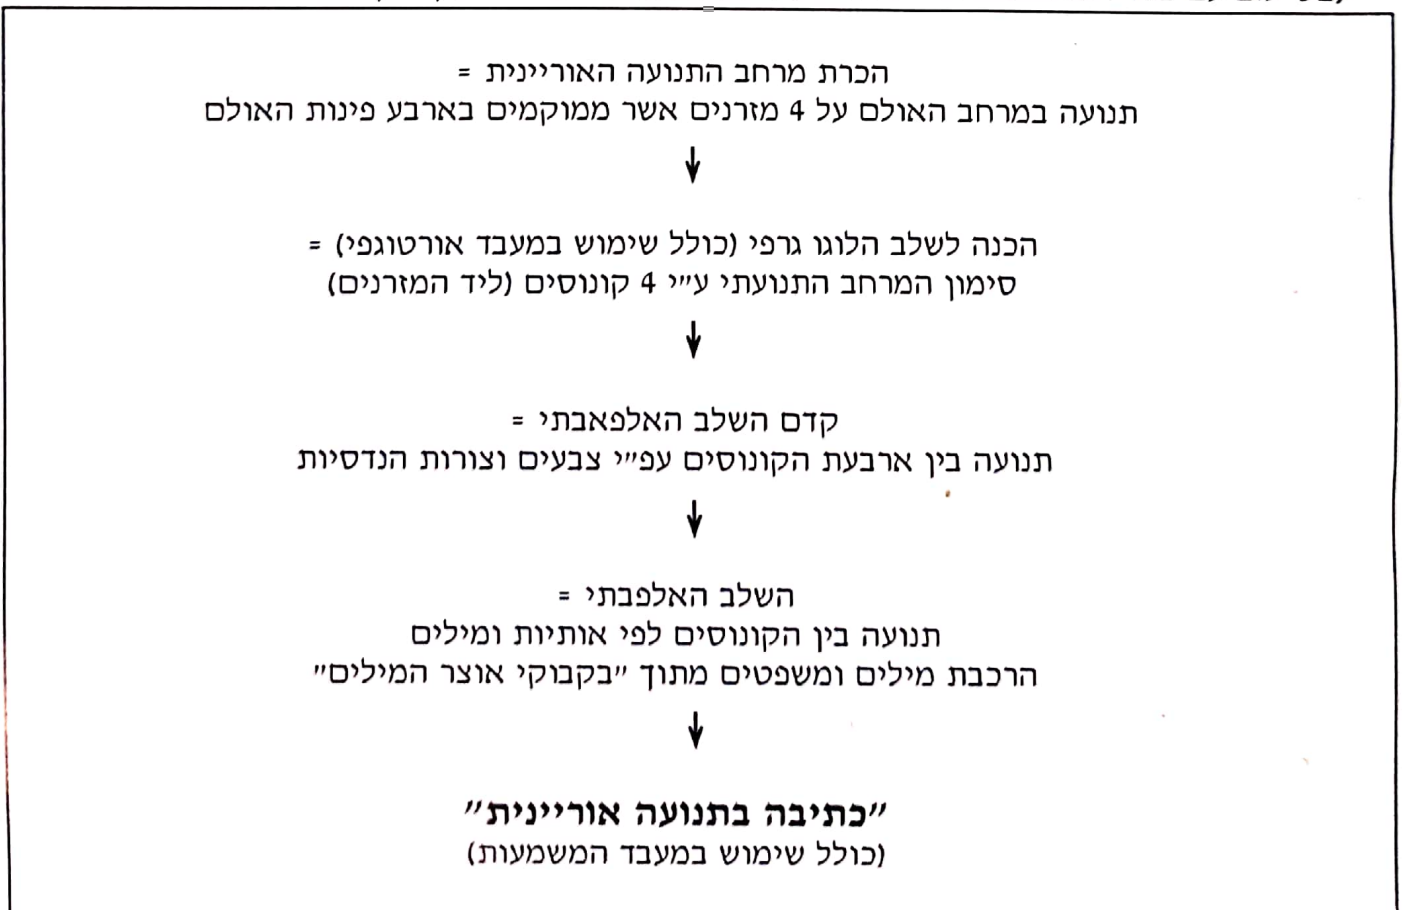 הכרת מרחב התנועה האוריינית =
תנועה במרחב האולם על 4 מזרנים אשר ממוקמים בארבע פינות האולם
הכנה לשלב הלוגו גרפי (כולל שימוש במעבד אורטוגפי) =
סימון המרחב התנועתי ע״י 4 קונוסים (ליד המזרנים)
קדם השלב האלפאבתי =
תנועה בין ארבעת הקונוסים עפ״י צבעים וצורות הנדסיות
השלב האלפבתי =
תנועה בין הקונוסים לפי אותיות ומילים
הרכבת מילים ומשפטים מתוך ״בקבוקי אוצר המילים״
״כתיבה בתנועה אוריינית״
(כולל שימוש במעבד המשמעות)